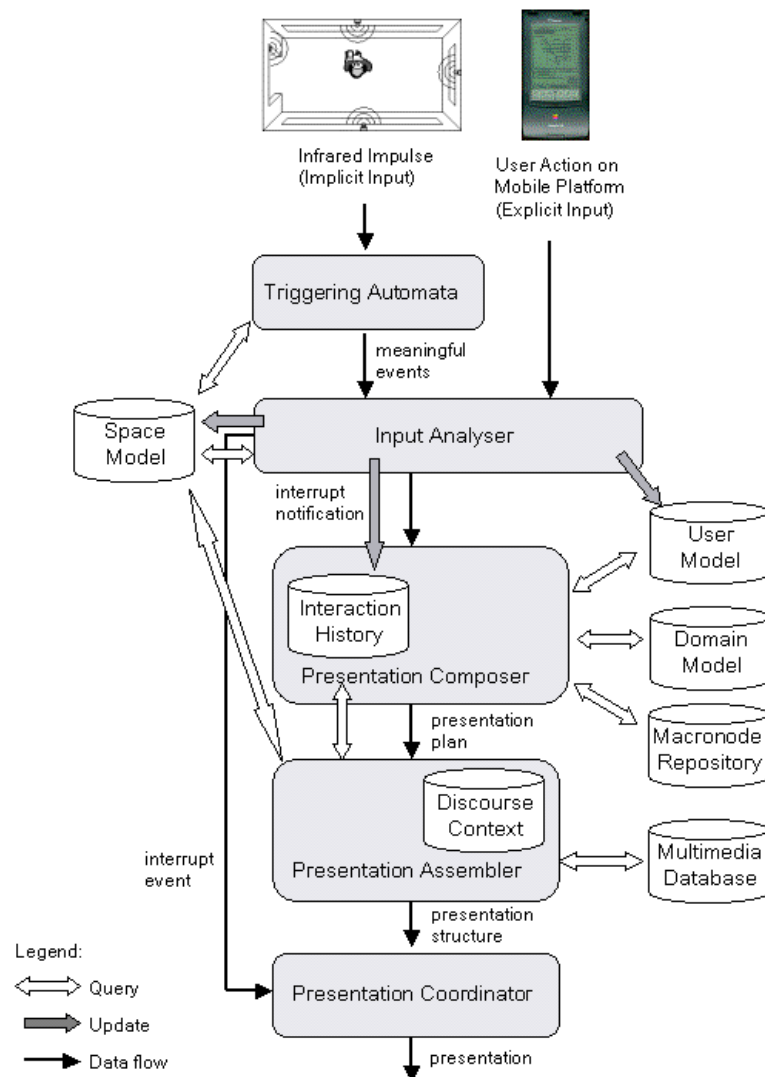 Infrared Impulse
(Implicit Input)
User Action on
Mobile Platform
(Explicit Input)
Triggering Automata
meaningful
events
Space
Model
Input Analyser
interrupt
notification
User
Model
Interaction
History
Domain
Model
Presentation Composer
presentation
plan
Macronode
Repository
Discourse
Context
interrupt
event
Presentation Assembler
Multimedia
Database
presentation
structure
Legend:
Query
Presentation Coordinator
Update
Data flow
presentation